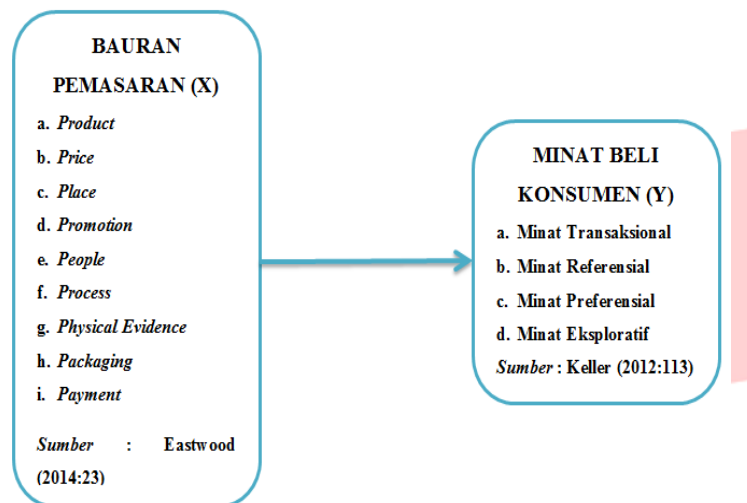 BAURAN
PEMASARAN (X)
a. Product
b. Price
c. Place
d. Promotion
e. People
f. Process
g. Physical Evidence
h. Packaging
i. Payment
Sumber : Eastwood
(2014:23)
MINAT BELI
KONSUMEN (Y)
a. Minat Transaksional
b. Minat Referensial
c. Minat Preferensial
d. Minat Eksploratif
Sumber : Keller (2012:113)